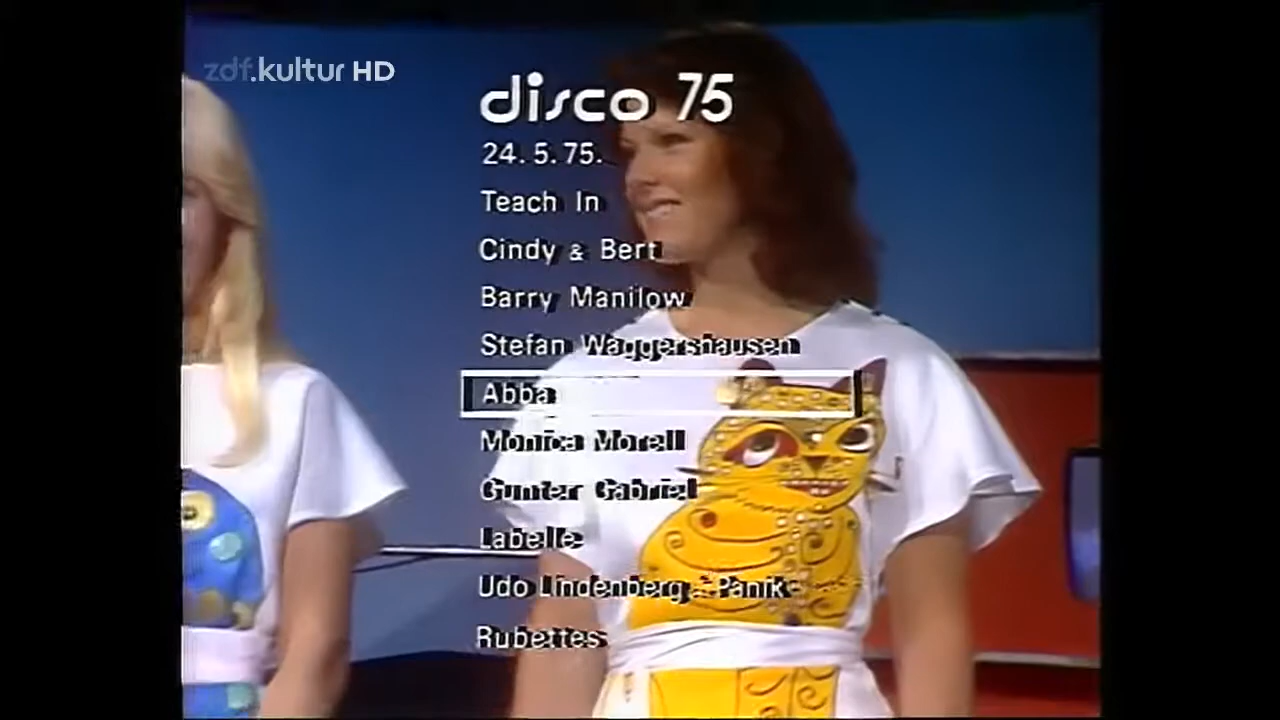 zdf.kultur HD
disco 75
24.5.75.
Teach In
Cindy & Bert
Barry Manilow
Stefan Waggershausen
Abba
Monica Morell
Gunter Gabriel
Labelle
Udo Lindenberg & Panik
Rubettes